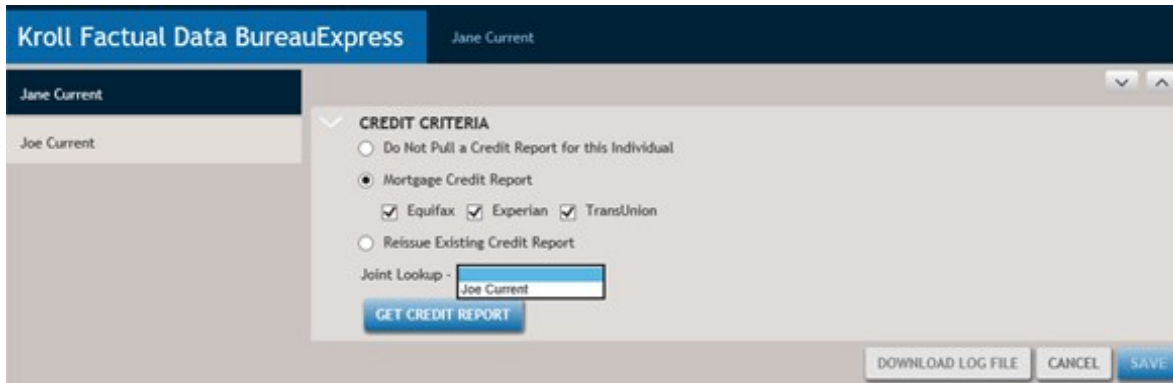 Kroll Factual Data BureauExpress
Jane Current
Jane Current
Joe Current
CREDIT CRITERIA
Do Not Pull a Credit Report for this Individual
Mortgage Credit Report
Equifax Experian TransUnion
Reissue Existing Credit Report
Joint Lookup -
Joe Current
GET CREDIT REPORT
DOWNLOAD LOG FILE CANCEL SAVE